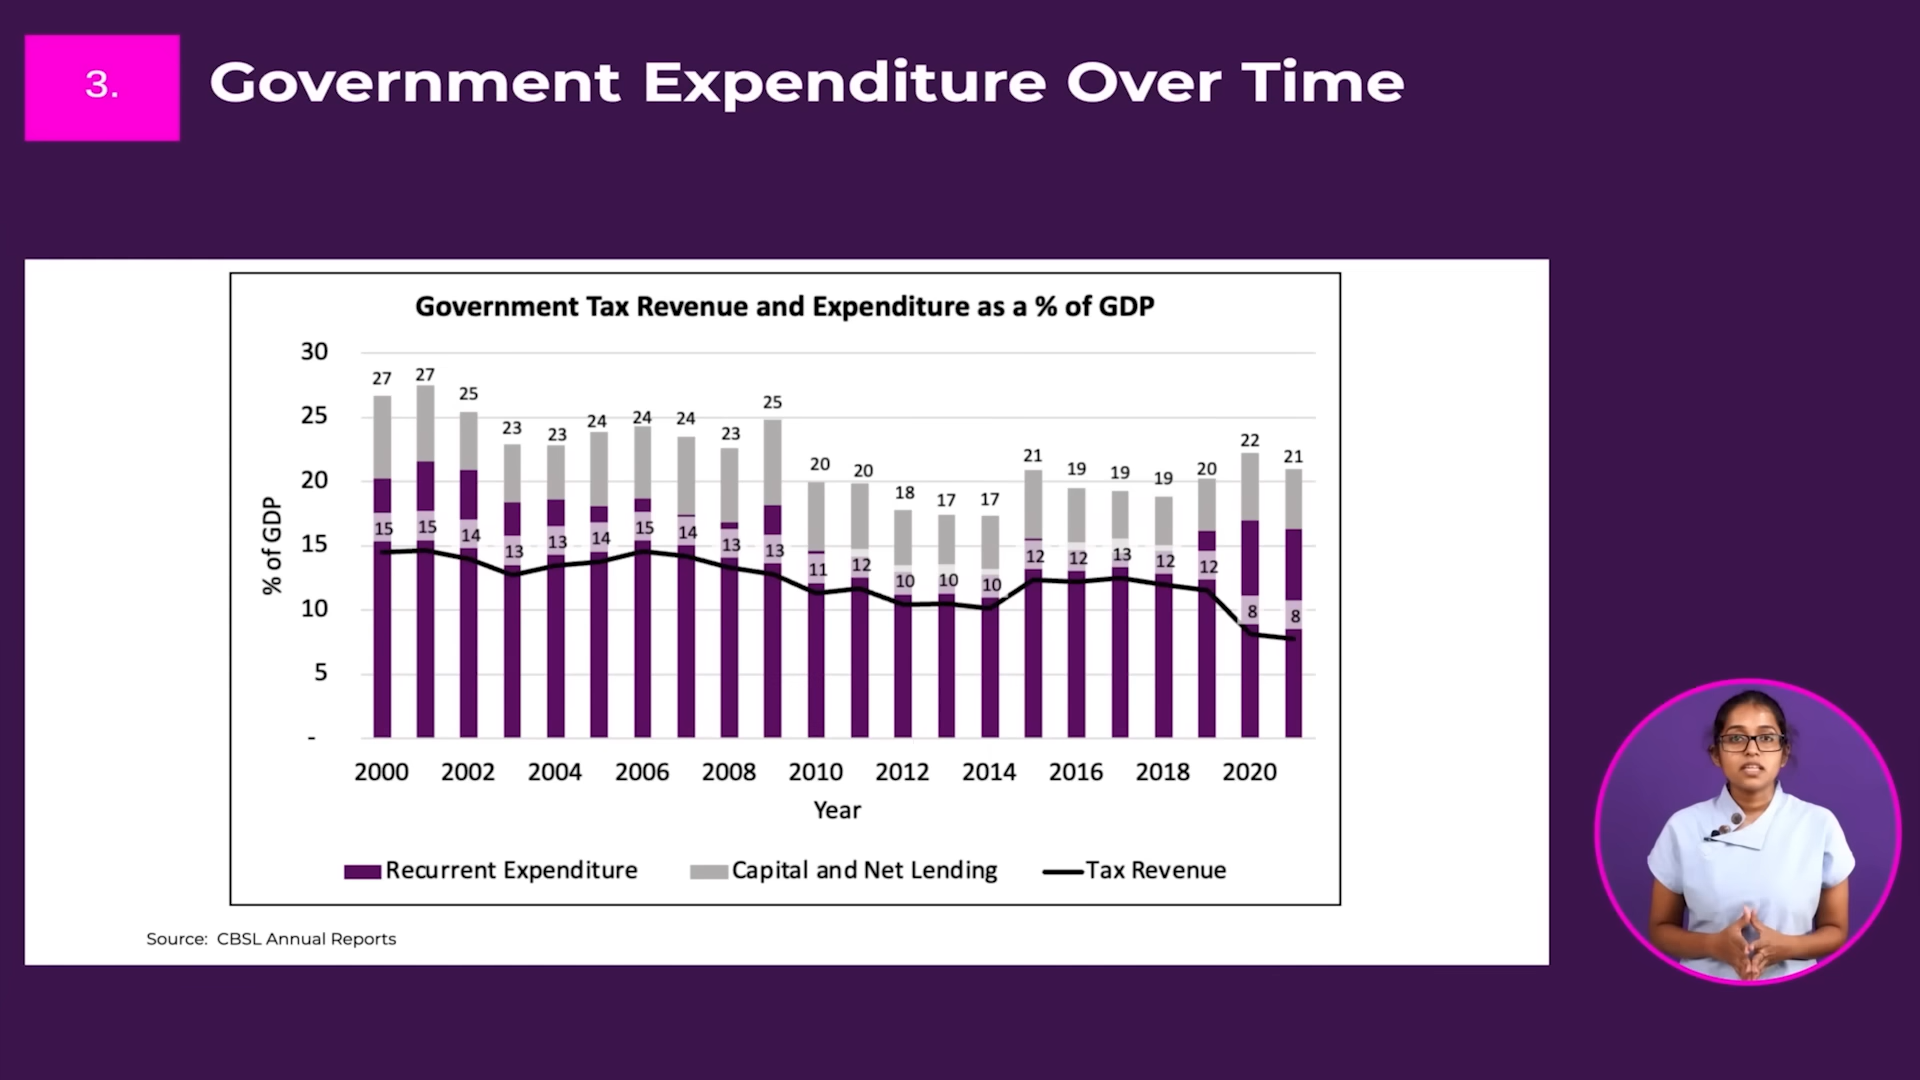 3.
Government Expenditure Over Time
Government Tax Revenue and Expenditure as a % of GDP
% of GDP
30
25
20
15
10
5
-
27 27 25 23 23 24 24 24 23 25 20 20 18 17 17 21 19 19 19 20 22 21
15 15 14 13 13 14 15 14 13 13 11 12 10 10 10 12 12 13 12 12 8 8
2000 2002 2004 2006 2008 2010 2012 2014 2016 2018 2020
Year
Recurrent Expenditure Capital and Net Lending Tax Revenue
Source: CBSL Annual Reports